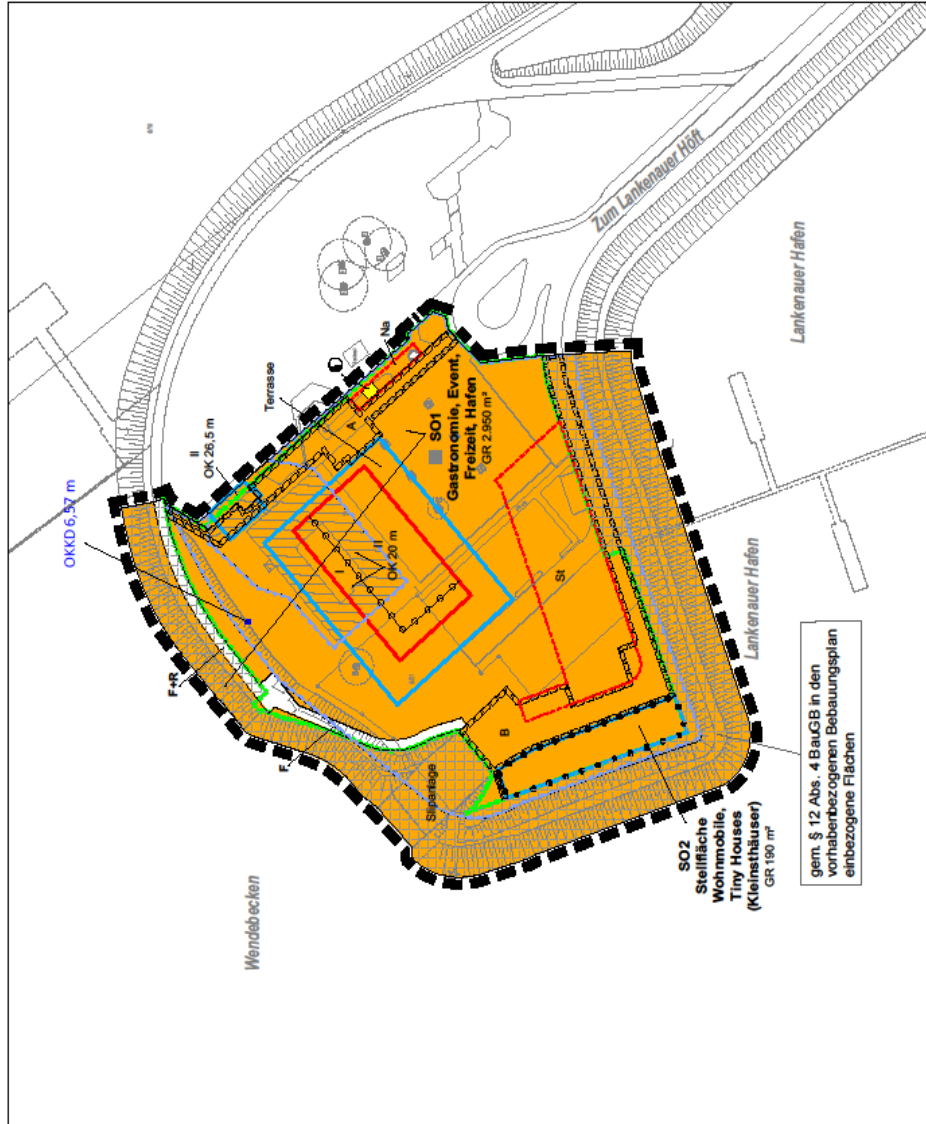 OKKD 6,57 m
II
OK 26,5 m
Terrasse
Na
A
F+R
F
I
II
OK 20 m
SO1
Gastronomie, Event,
Freizeit, Hafen
GR 2.950 m²
St
B
Slipanlage
SO2
Stellfläche
Wohnmobile,
Tiny Houses
(Kleinsthäuser)
GR 190 m²
gem. § 12 Abs. 4 BauGB in den
vorhabenbezogenen Bebauungsplan
einbezogene Flächen
Wendebecken
Zum Lankenauer Höft
Lankenauer Hafen
Lankenauer Hafen